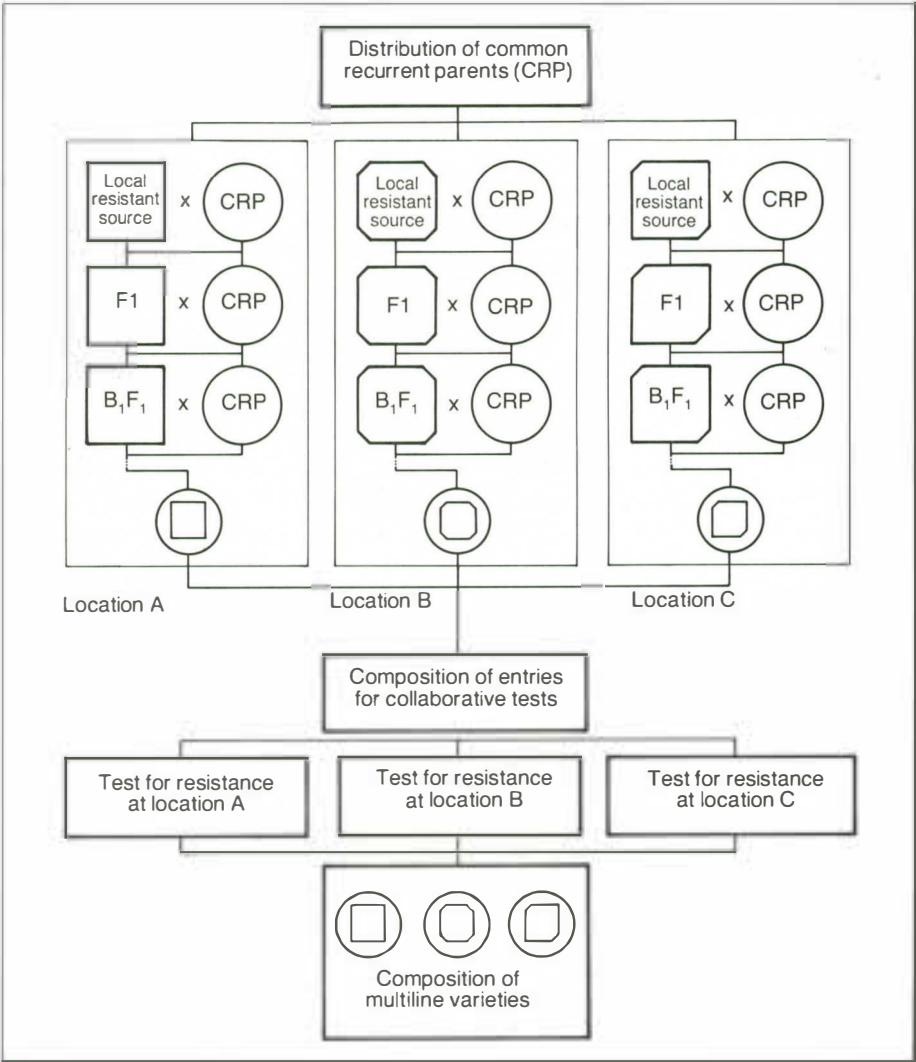 Distribution of common
recurrent parents (CRP)
Local
resistant
source
x
CRP
F1
x
CRP
B₁F₁
x
CRP
Location A
Local
resistant
source
x
CRP
F1
x
CRP
B₁F₁
x
CRP
Location B
Local
resistant
source
x
CRP
F1
x
CRP
B₁F₁
x
CRP
Location C
Composition of entries
for collaborative tests
Test for resistance
at location A
Test for resistance
at location B
Test for resistance
at location C
Composition of
multiline varieties